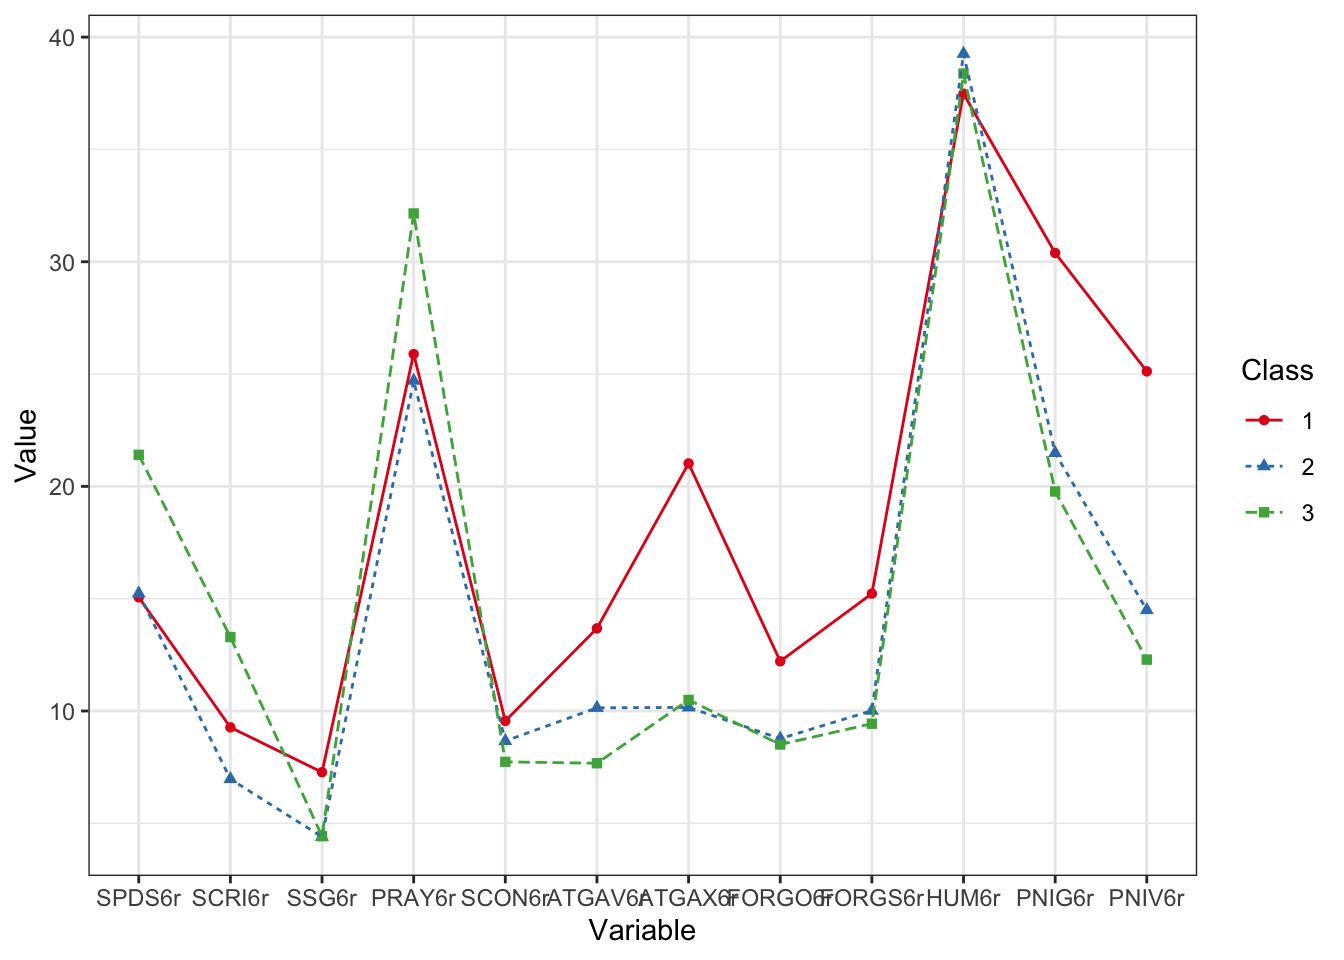 40
30
20
10
Value
SPDS6r SCRI6r SSG6r PRAY6r SCON6r ATGAV6r ATGAX6r FORGO6r FORGS6r HUM6r PNIG6r PNIV6r
Variable
Class
1
2
3